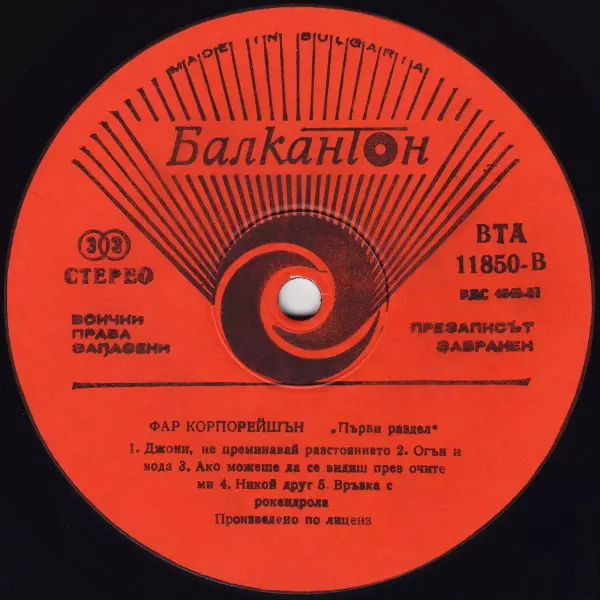 MADE IN BULGARIA
Балкантон
33
СТЕРЕО
ВСИЧКИ
ПРАВА
ЗАПАЗЕНИ
ВТА
11850-В
ПРЕЗАПИСЪТ
ЗАБРАНЕН
ФАР КОРПОРЕЙШЪН „Първи раздел“
1. Джони, не преминавай разстоянието 2. Огън и
вода 3. Ако можеше да се видиш през очите
ми 4. Никой друг 5. Връзка с
рокендрола
Произведено по лиценз